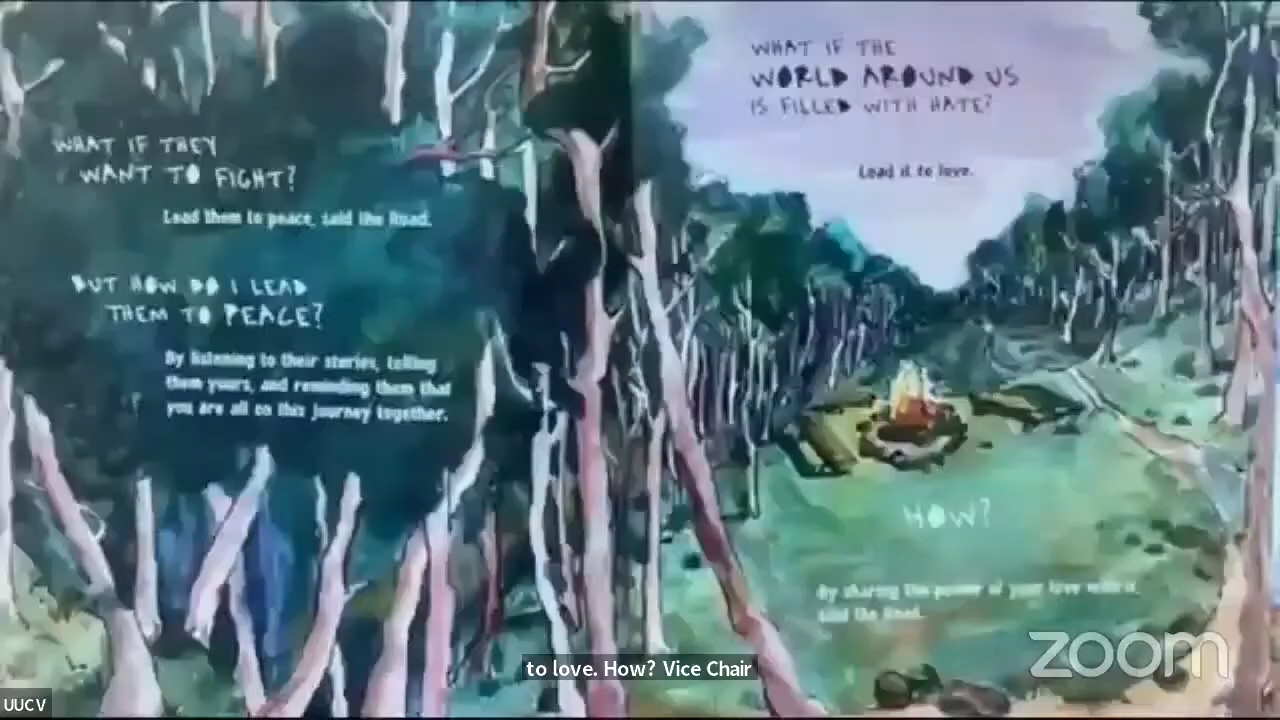 WHAT IF THEY
WANT TO FIGHT?
Lead them to peace, said the Road.
BUT HOW DO I LEAD
THEM TO PEACE?
By listening to their stories, telling
them yours, and reminding them that
you are all on this journey together.
WHAT IF THE
WORLD AROUND US
IS FILLED WITH HATE?
Lead it to love.
HOW?
By sharing the power of your love with it,
said the Road.
to love. How? Vice Chair
zoom
UUCV